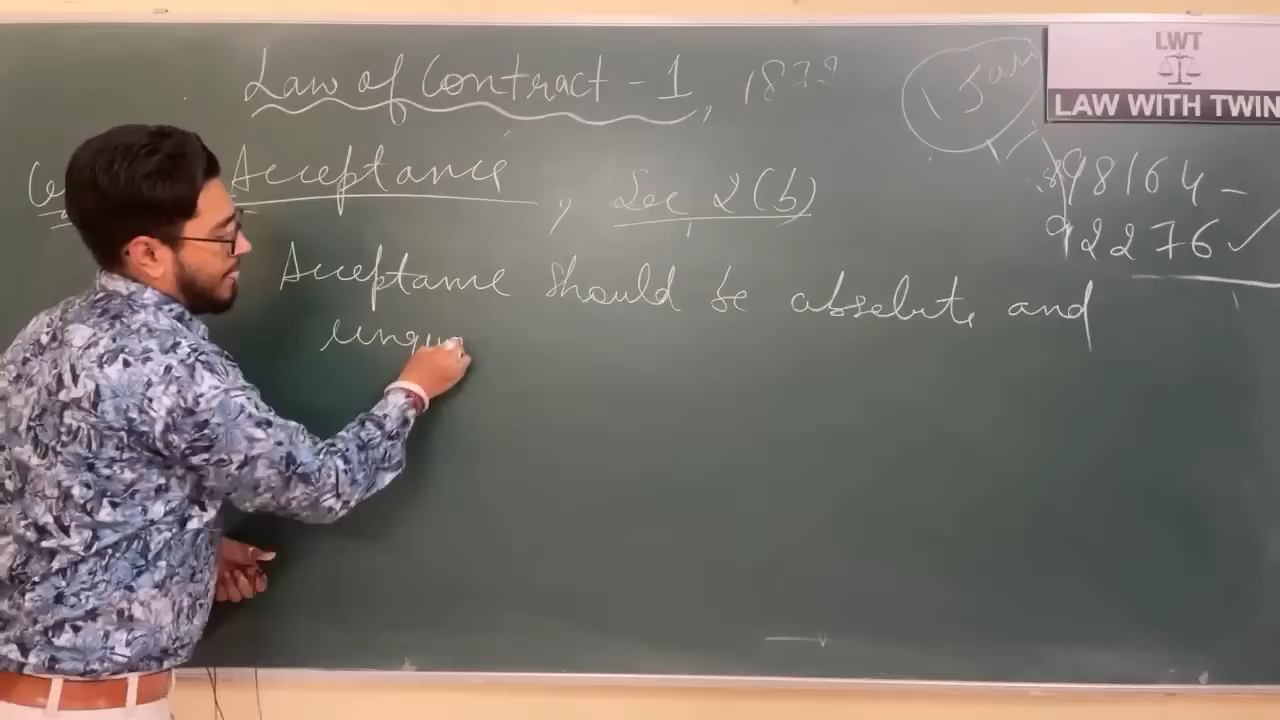 Law of Contract - 1, 1872
Acceptance, Sec 2(b)
Acceptance should be absolute and
unqu
LWT
LAW WITH TWIN
98164-
92276